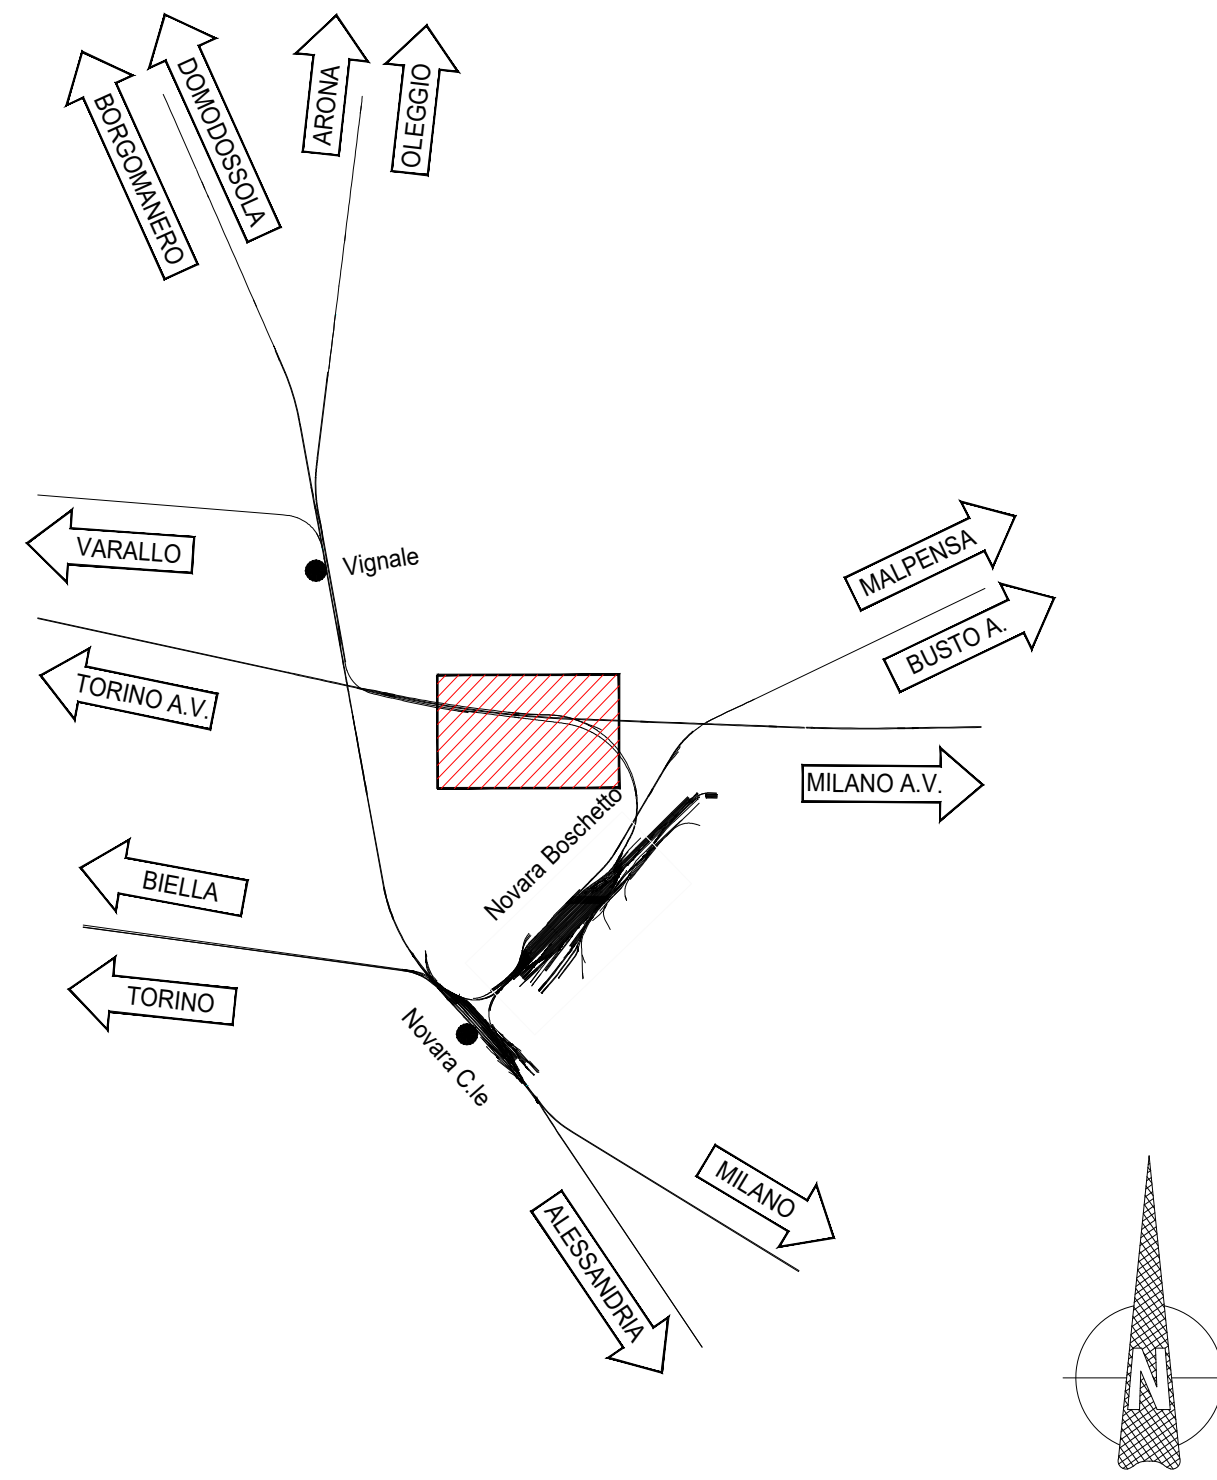 BORGOMANERO
DOMODOSSOLA
ARONA
OLEGGIO
VARALLO
Vignale
MALPENSA
BUSTO A.
TORINO A.V.
MILANO A.V.
Novara Boschetto
BIELLA
TORINO
Novara C.le
MILANO
ALESSANDRIA
N